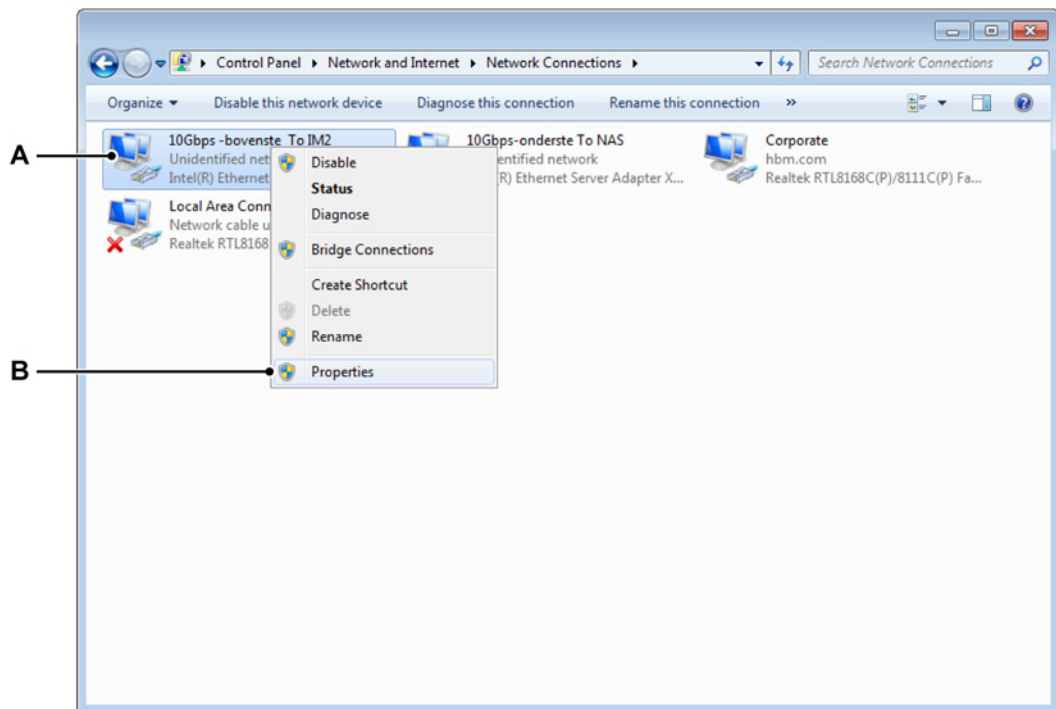 Control Panel Network and Internet Network Connections
Search Network Connections
Organize Disable this network device Diagnose this connection Rename this connection »
A
10Gbps -bovenste To IM2
Unidentified net
Intel(R) Ethernet
10Gbps-onderste To NAS
entified network
(R) Ethernet Server Adapter X...
Corporate
hbm.com
Realtek RTL8168C(P)/8111C(P) Fa...
Local Area Conn
Network cable u
Realtek RTL8168
Disable
Status
Diagnose
Bridge Connections
Create Shortcut
Delete
Rename
B
Properties